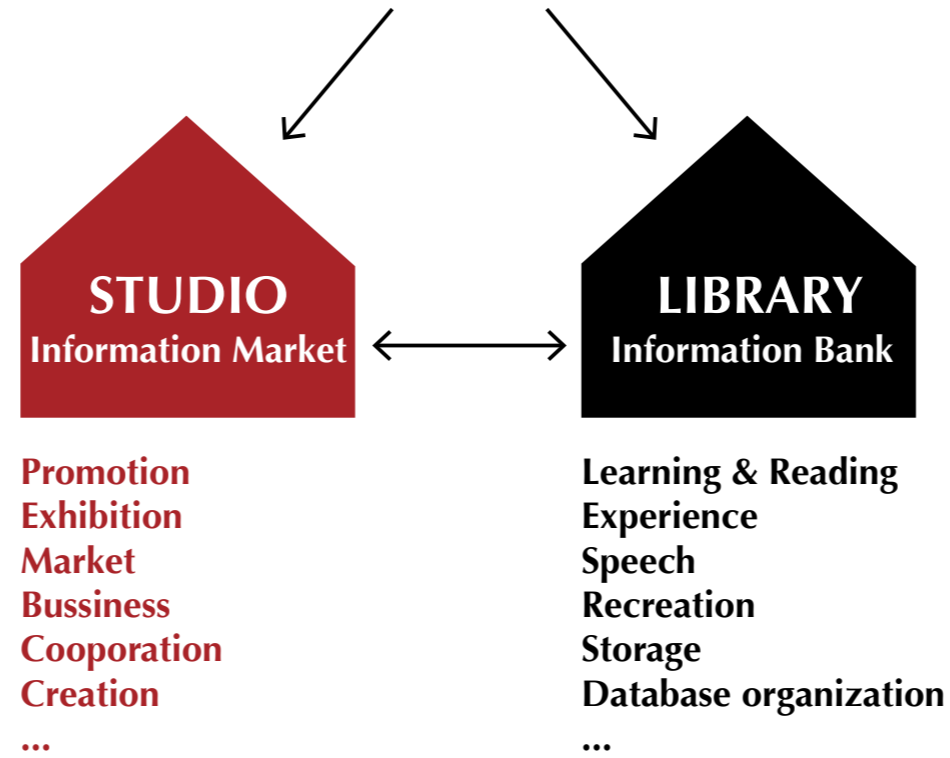 STUDIO
Information Market
LIBRARY
Information Bank
Promotion
Exhibition
Market
Bussiness
Cooporation
Creation
...
Learning & Reading
Experience
Speech
Recreation
Storage
Database organization
...